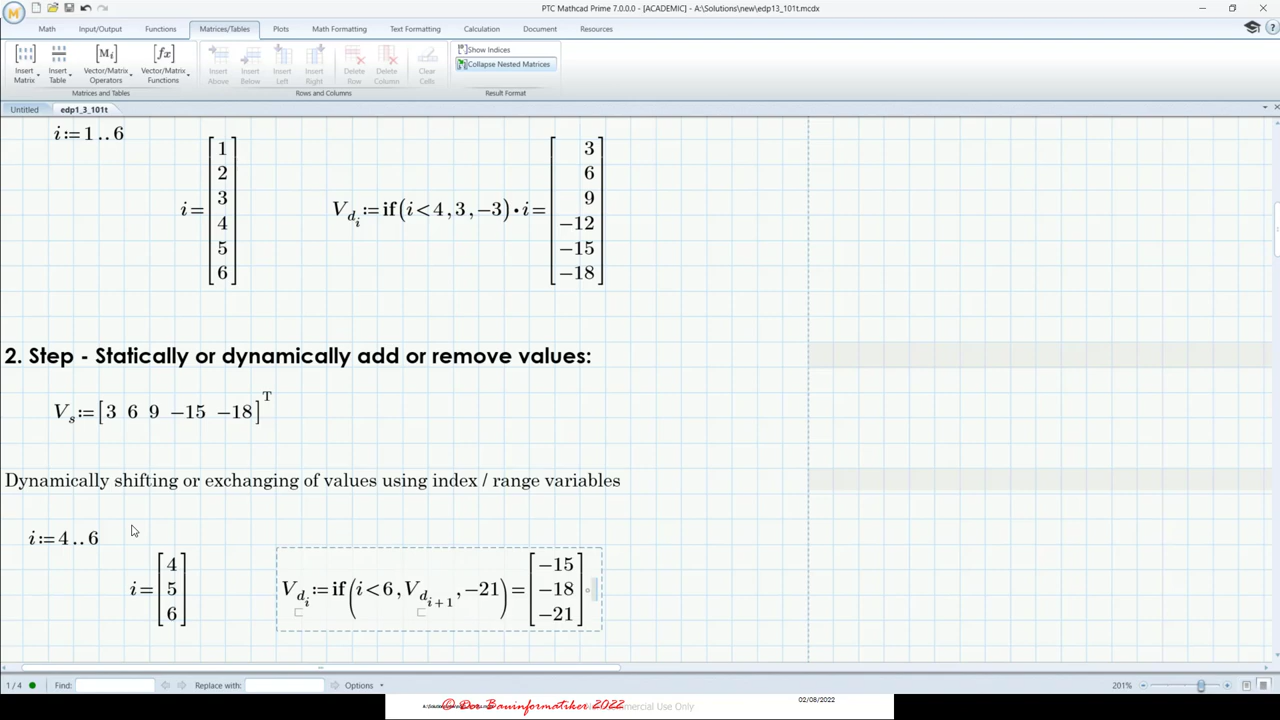 PTC Mathcad Prime 7.0.0.0 - [ACADEMIC] - A:\Solutions\new\edp13_101t.mcdx
Math Input/Output Functions Matrices/Tables Plots Math Formatting Text Formatting Calculation Document Resources
Insert Matrix Insert Table Vector/Matrix Operators Vector/Matrix Functions Insert Above Insert Below Insert Left Insert Right Delete Row Delete Column Clear Cells Show Indices
Collapse Nested Matrices
Matrices and Tables Rows and Columns Result Format
Untitled edp1_3_101t
i:=1..6
i=[1 2 3 4 5 6] V_d_i:=if(i<4,3,−3)•i=[3 6 9 −12 −15 −18]
2. Step - Statically or dynamically add or remove values:
V_s:=[3 6 9 −15 −18]^T
Dynamically shifting or exchanging of values using index / range variables
i:=4..6
i=[4 5 6] V_d_i:=if(i<6,V_d_i+1,−21)=[−15 −18 −21]
1 / 4 Find: Replace with: Options 201%
© Der Bauinformatiker 2022
02/08/2022